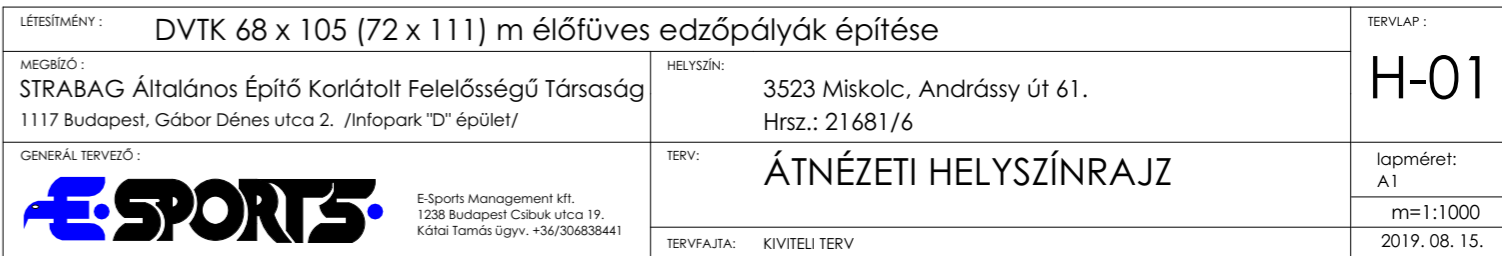 LÉTESÍTMÉNY :
DVTK 68 x 105 (72 x 111) m élőfüves edzőpályák építése
TERVLAP :
H-01
MEGBÍZÓ :
STRABAG Általános Építő Korlátolt Felelősségű Társaság
1117 Budapest, Gábor Dénes utca 2. /Infopark "D" épület/
HELYSZÍN:
3523 Miskolc, Andrássy út 61.
Hrsz.: 21681/6
GENERÁL TERVEZŐ :
E·SPORTS·
E-Sports Management kft.
1238 Budapest Csibuk utca 19.
Kátai Tamás ügyv. +36/306838441
TERV:
ÁTNÉZETI HELYSZÍNRAJZ
TERVFAJTA: KIVITELI TERV
lapméret:
A1
m=1:1000
2019. 08. 15.